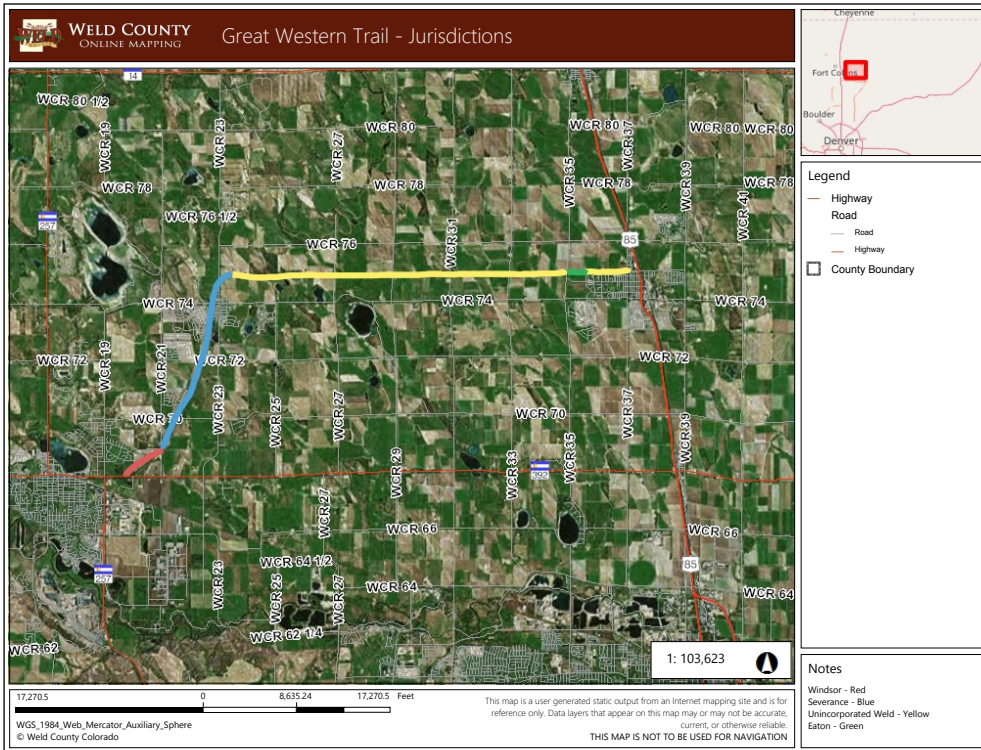 WELD COUNTY
ONLINE MAPPING
Great Western Trail - Jurisdictions
Cheyenne
Fort Collins
Boulder
Denver
14
WCR 80 1/2
WCR 19
WCR 23
WCR 27
WCR 80
WCR 80
WCR 37
WCR 80
WCR 80
WCR 78
WCR 78
WCR 35
WCR 78
WCR 39
WCR 41
WCR 78
257
WCR 76 1/2
WCR 76
WCR 31
85
WCR 74
WCR 74
WCR 74
WCR 72
WCR 19
WCR 21
WCR 72
WCR 72
WCR 23
WCR 25
WCR 27
WCR 70
WCR 70
WCR 37
WCR 39
WCR 29
WCR 33
WCR 35
392
WCR 27
WCR 66
WCR 66
257
WCR 23
WCR 64 1/2
WCR 25
WCR 27
WCR 64
85
WCR 64
WCR 62
WCR 62 1/4
1: 103,623
Legend
Highway
Road
Road
Highway
County Boundary
17,270.5 0 8,635.24 17,270.5 Feet
WGS_1984_Web_Mercator_Auxiliary_Sphere
© Weld County Colorado
This map is a user generated static output from an Internet mapping site and is for
reference only. Data layers that appear on this map may or may not be accurate,
current, or otherwise reliable.
THIS MAP IS NOT TO BE USED FOR NAVIGATION
Notes
Windsor - Red
Severance - Blue
Unincorporated Weld - Yellow
Eaton - Green